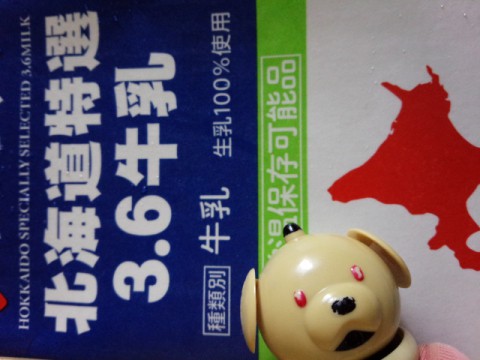 HOKKAIDO SPECIALLY SELECTED 3.6MILK
北海道特選
3.6牛乳
種類別 牛乳 生乳100%使用
温保存可能品